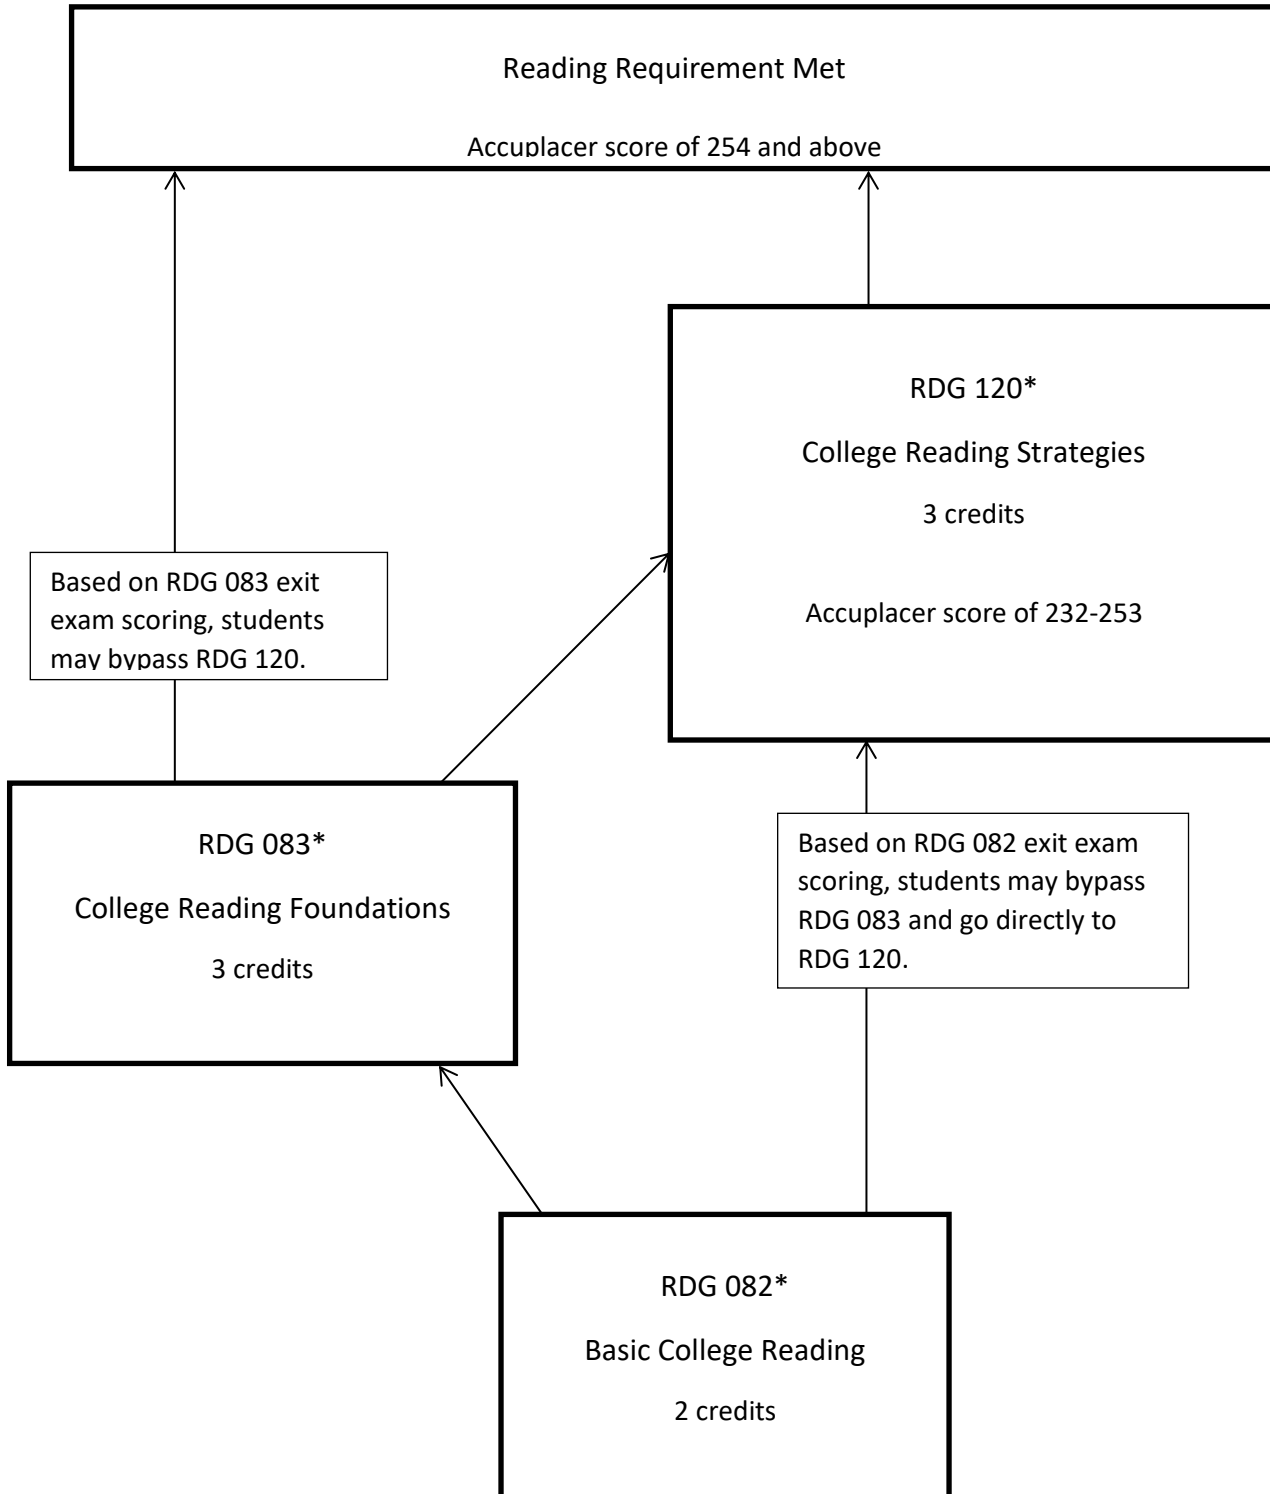 Reading Requirement Met
Accuplacer score of 254 and above
RDG 120*
College Reading Strategies
3 credits
Accuplacer score of 232-253
Based on RDG 083 exit
exam scoring, students
may bypass RDG 120.
RDG 083*
College Reading Foundations
3 credits
Based on RDG 082 exit exam
scoring, students may bypass
RDG 083 and go directly to
RDG 120.
RDG 082*
Basic College Reading
2 credits